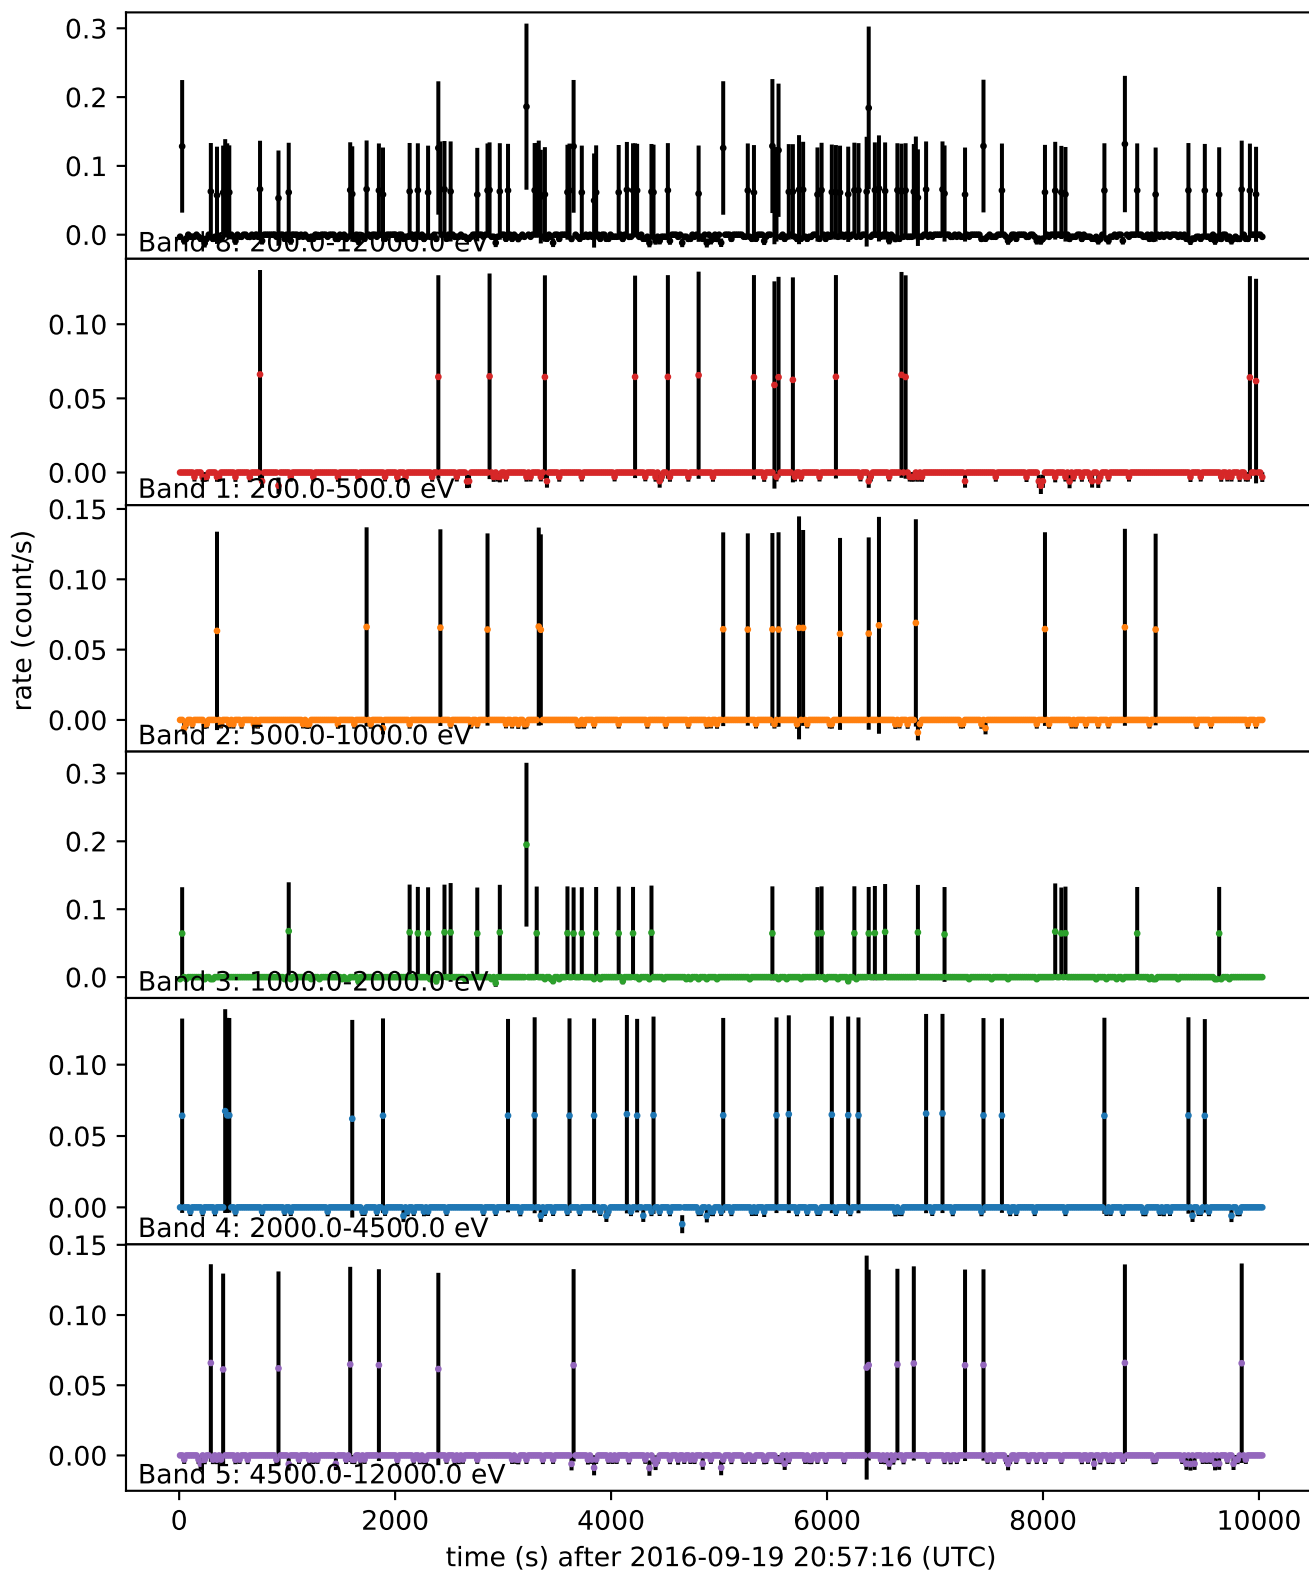 0.3
0.2
0.1
0.0
Band 8: 200.0-12000.0 eV
0.10
0.05
0.00
Band 1: 200.0-500.0 eV
0.15
0.10
0.05
0.00
Band 2: 500.0-1000.0 eV
rate (count/s)
0.3
0.2
0.1
0.0
Band 3: 1000.0-2000.0 eV
0.10
0.05
0.00
Band 4: 2000.0-4500.0 eV
0.15
0.10
0.05
0.00
Band 5: 4500.0-12000.0 eV
0 2000 4000 6000 8000 10000
time (s) after 2016-09-19 20:57:16 (UTC)